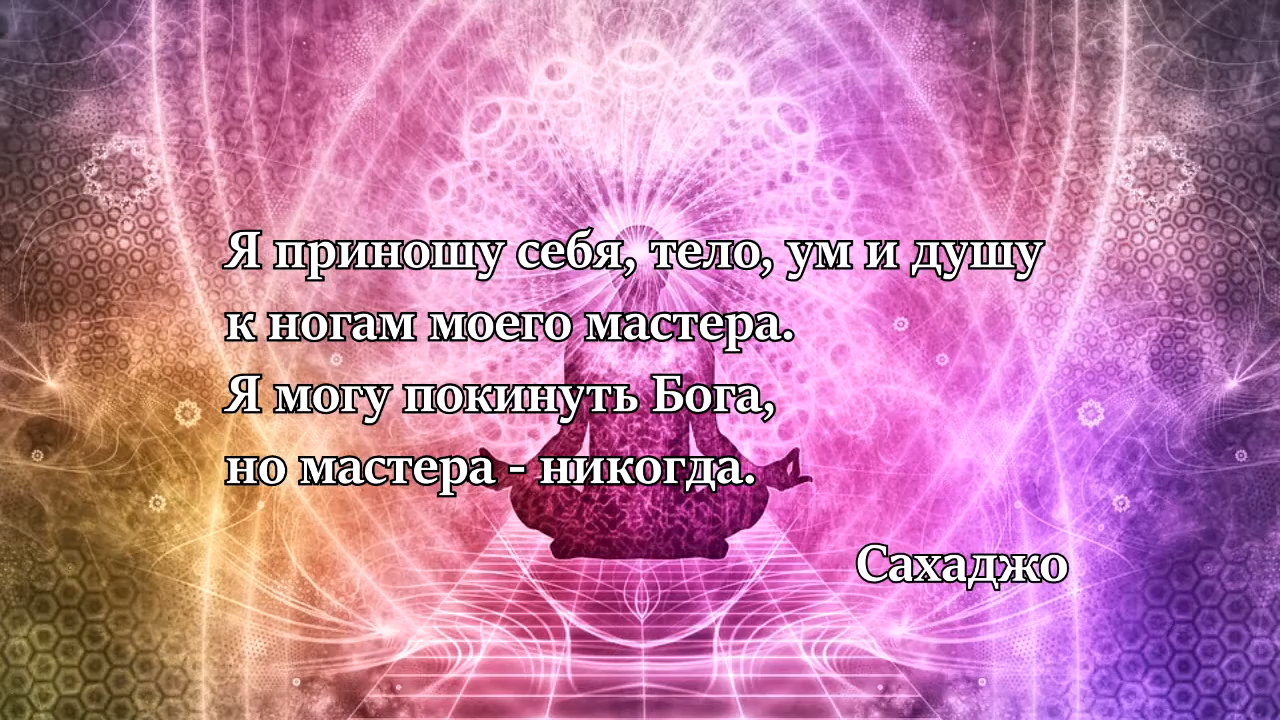 Я приношу себя, тело, ум и душу
к ногам моего мастера.
Я могу покинуть Бога,
но мастера - никогда.
Сахаджо